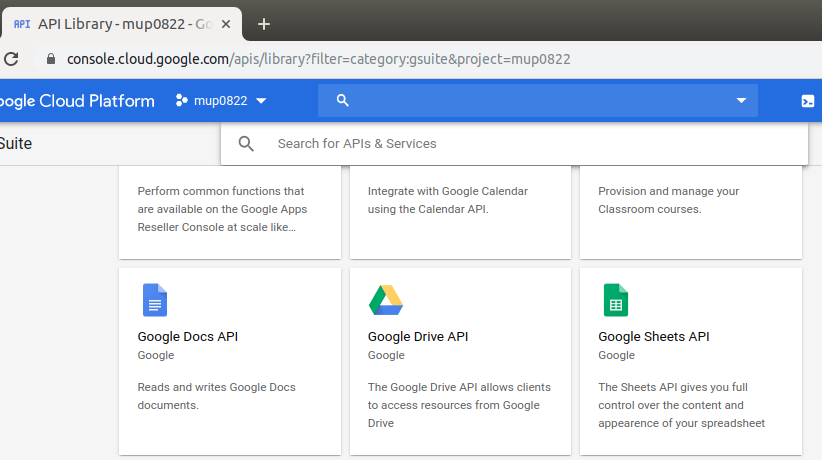 API API Library - mup0822 - Go
console.cloud.google.com/apis/library?filter=category:gsuite&project=mup0822
oogle Cloud Platform mup0822
Suite Search for APIs & Services
Perform common functions that
are available on the Google Apps
Reseller Console at scale like…
Integrate with Google Calendar
using the Calendar API.
Provision and manage your
Classroom courses.
Google Docs API
Google
Reads and writes Google Docs
documents.
Google Drive API
Google
The Google Drive API allows clients
to access resources from Google
Drive
Google Sheets API
Google
The Sheets API gives you full
control over the content and
appearence of your spreadsheet